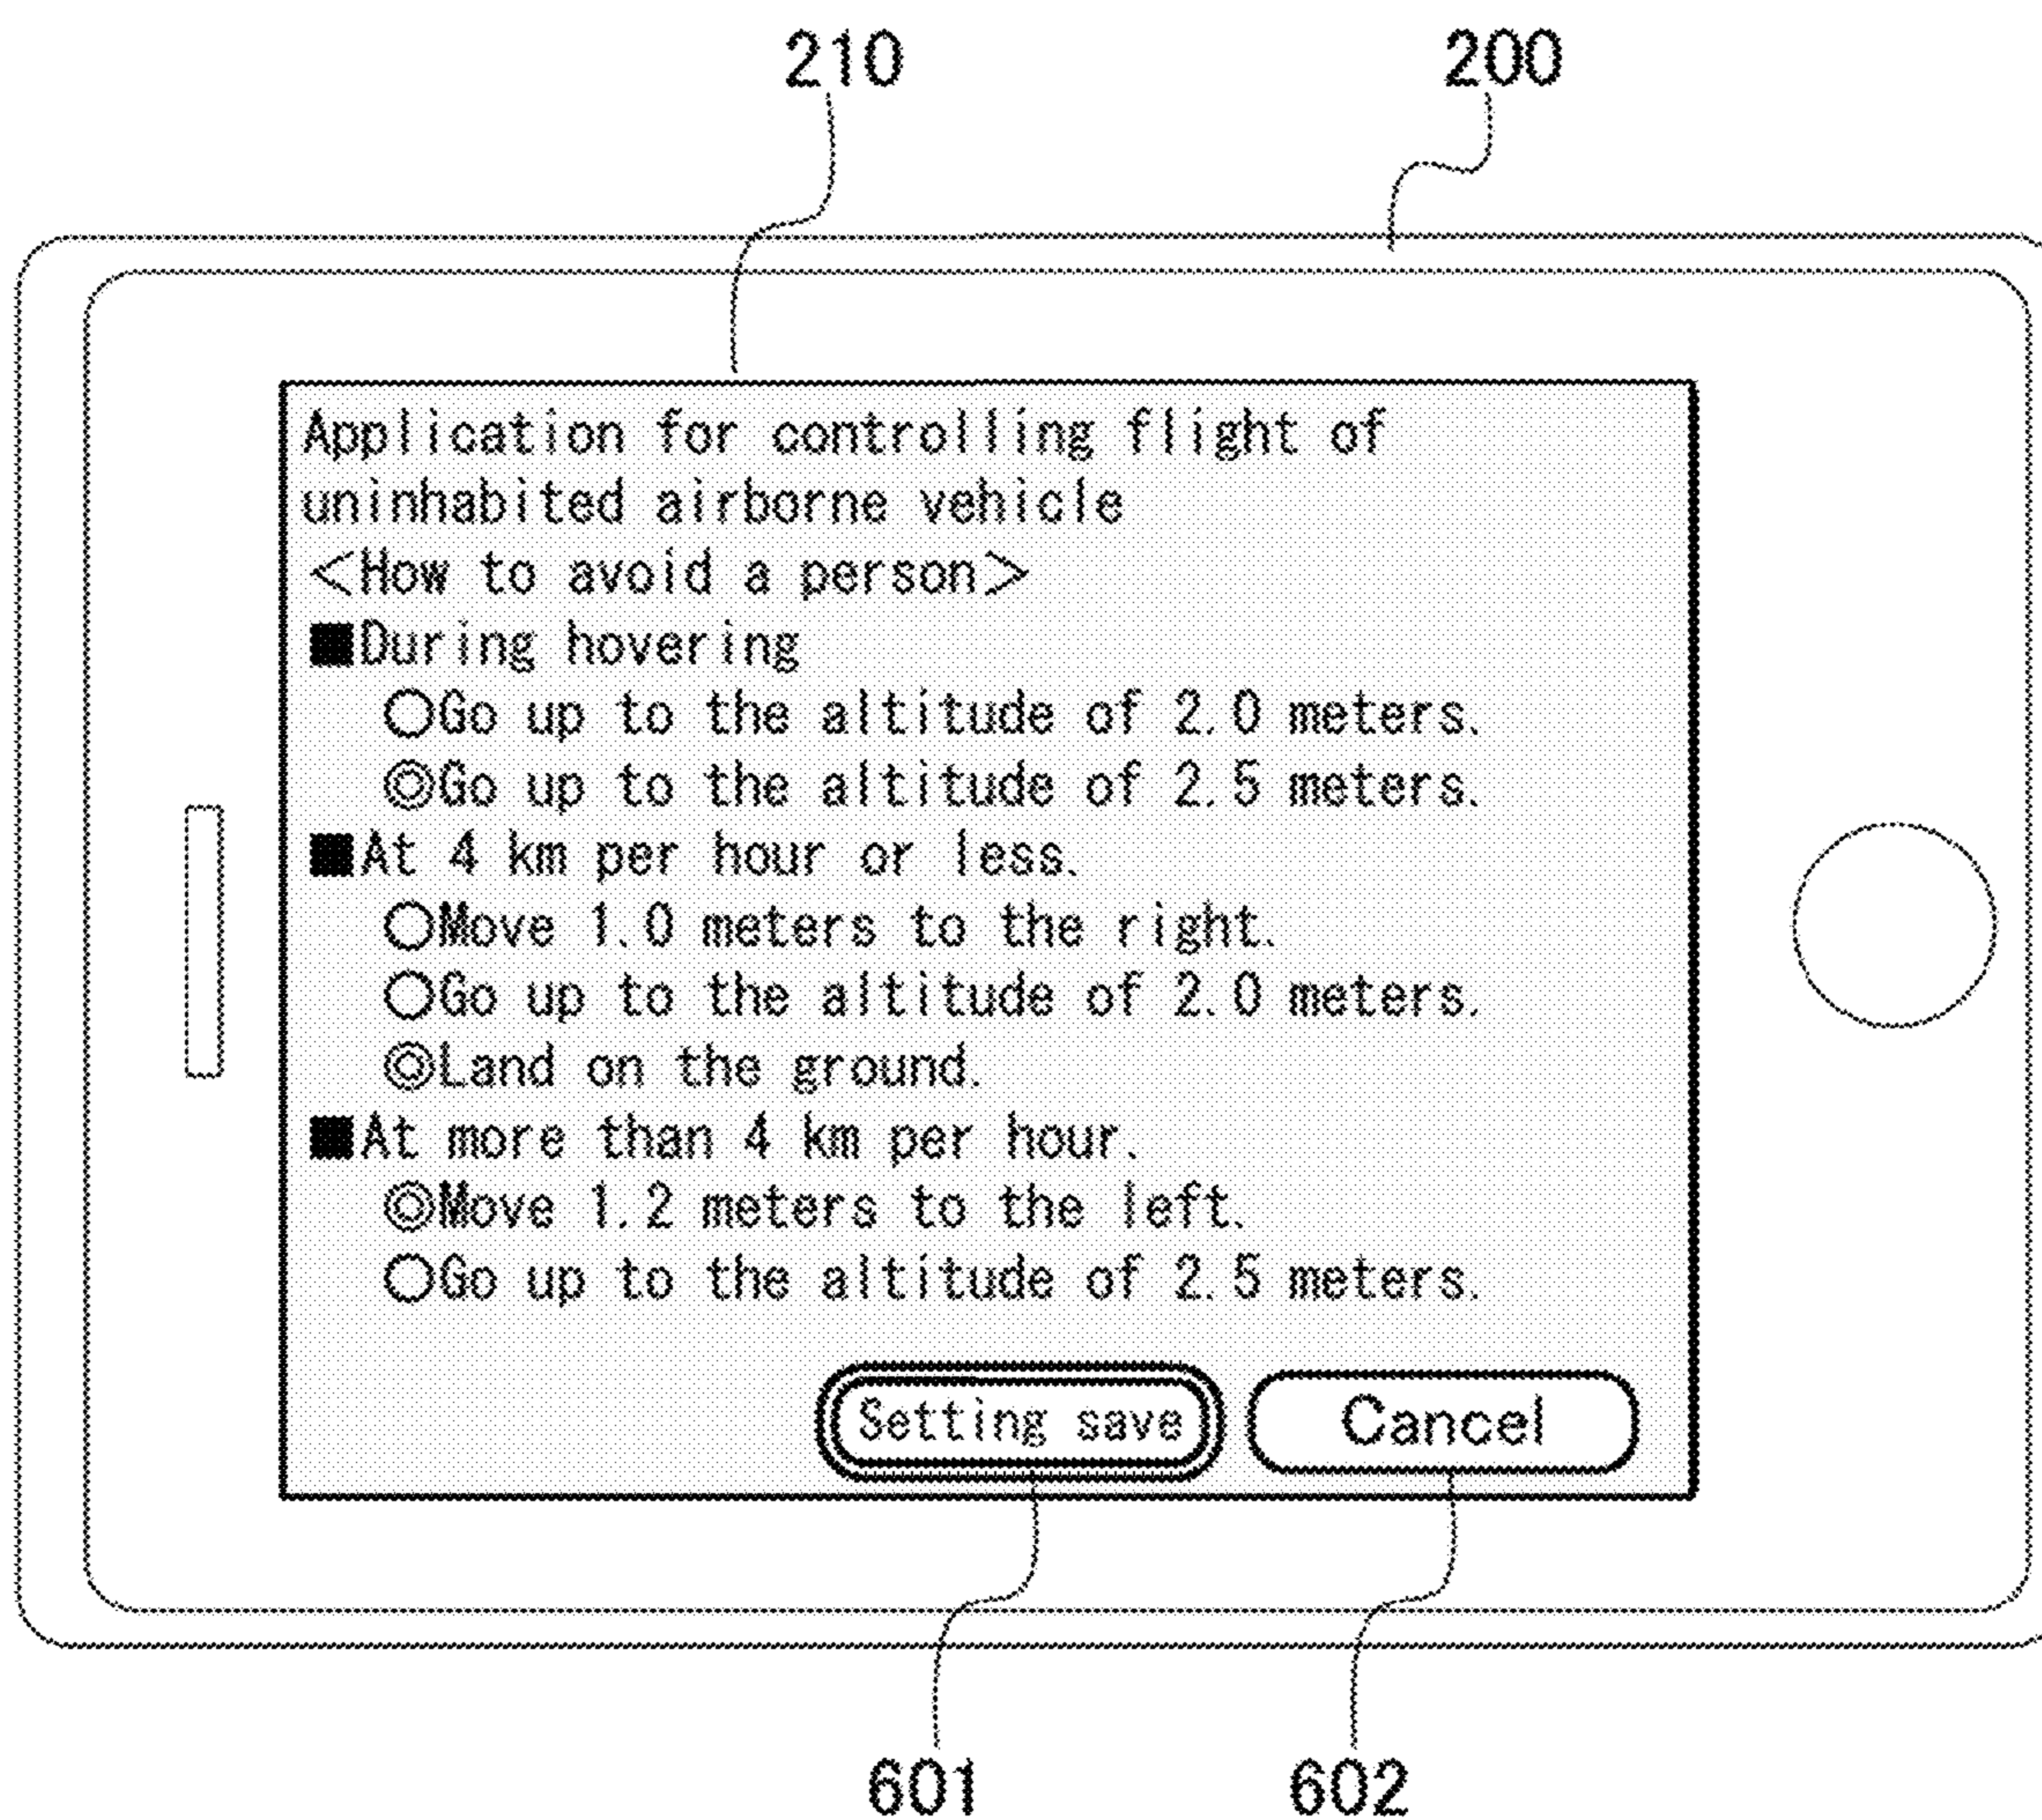 210 200
Application for controlling flight of
uninhabited airborne vehicle
<How to avoid a person>
■During hovering
○Go up to the altitude of 2.0 meters.
◎Go up to the altitude of 2.5 meters.
■At 4 km per hour or less.
○Move 1.0 meters to the right.
○Go up to the altitude of 2.0 meters.
◎Land on the ground.
■At more than 4 km per hour.
◎Move 1.2 meters to the left.
○Go up to the altitude of 2.5 meters.
Setting save Cancel
601 602